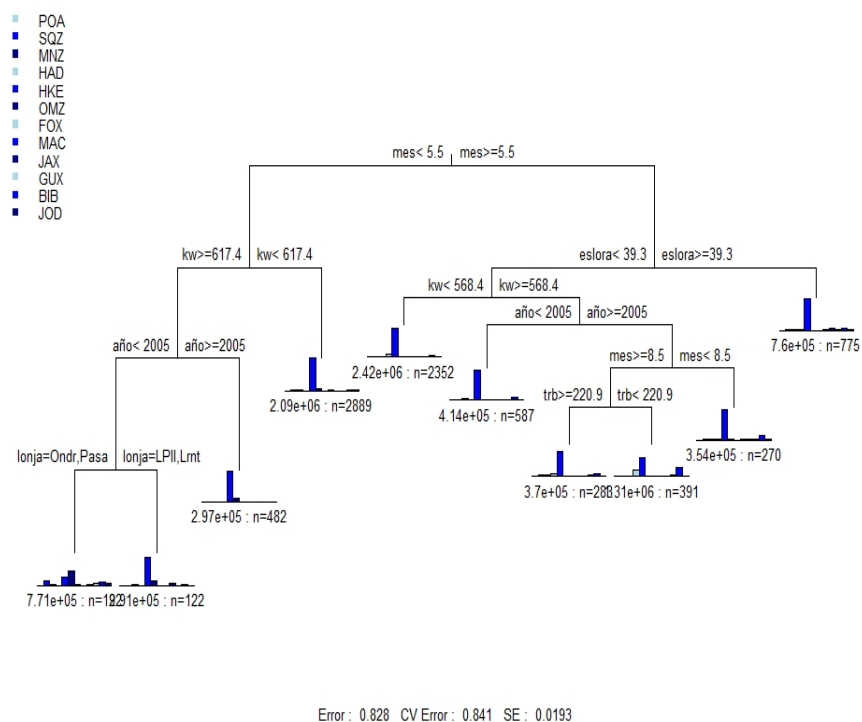 POA
SQZ
MNZ
HAD
HKE
OMZ
FOX
MAC
JAX
GUX
BIB
JOD
mes< 5.5 mes>=5.5
kw>=617.4 kw< 617.4
eslora< 39.3 eslora>=39.3
kw< 568.4 kw>=568.4
año< 2005 año>=2005
año< 2005 año>=2005
mes>=8.5 mes< 8.5
trb>=220.9 trb< 220.9
lonja=Ondr,Pasa lonja=LPll,Lrnt
7.6e+05 : n=775
2.42e+06 : n=2352
2.09e+06 : n=2889
4.14e+05 : n=587
3.54e+05 : n=270
3.7e+05 :
: n=391
2.97e+05 : n=482
7.71e+05 :
: n=122
Error : 0.828 CV Error : 0.841 SE : 0.0193